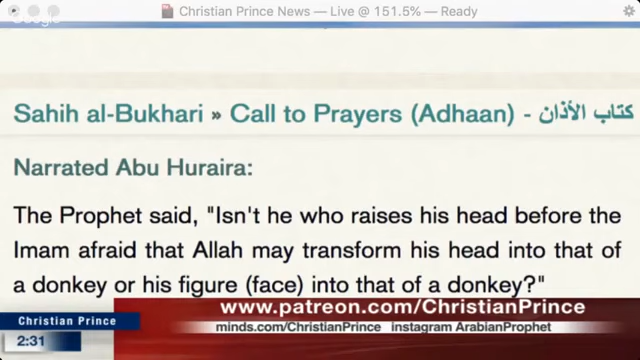 Christian Prince News — Live @ 151.5% — Ready
Google
Sahih al-Bukhari » Call to Prayers (Adhaan) - كتاب الأذان
Narrated Abu Huraira:
The Prophet said, "Isn't he who raises his head before the
Imam afraid that Allah may transform his head into that of
a donkey or his figure (face) into that of a donkey?"
www.patreon.com/ChristianPrince
Christian Prince
minds.com/ChristianPrince instagram ArabianProphet
2:31